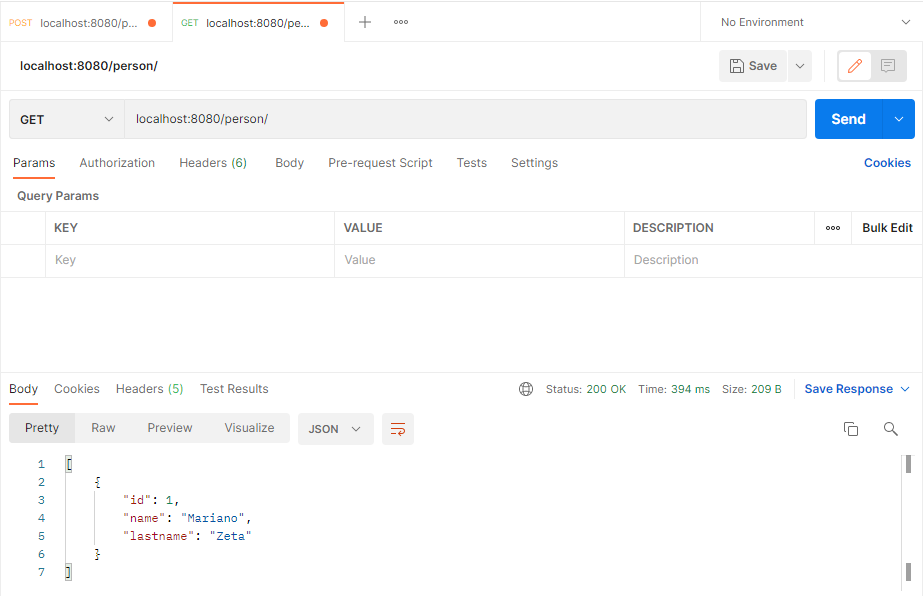 POST localhost:8080/p... GET localhost:8080/pe... No Environment
localhost:8080/person/ Save
GET localhost:8080/person/ Send
Params Authorization Headers (6) Body Pre-request Script Tests Settings Cookies
Query Params
KEY VALUE DESCRIPTION Bulk Edit
Key Value Description
Body Cookies Headers (5) Test Results Status: 200 OK Time: 394 ms Size: 209 B Save Response
Pretty Raw Preview Visualize JSON
1 [
2 {
3 "id": 1,
4 "name": "Mariano",
5 "lastname": "Zeta"
6 }
7 ]